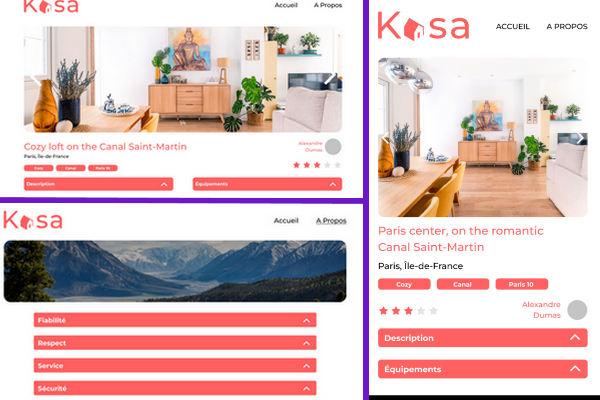 Kasa
Accueil
A Propos
Cozy loft on the Canal Saint-Martin
Paris, Île-de-France
Cozy
Canal
Paris 10
Alexandre
Dumas
Description
Équipements
Kasa
Accueil
A Propos
Fiabilité
Respect
Service
Sécurité
Kasa
ACCUEIL
A PROPOS
Paris center, on the romantic
Canal Saint-Martin
Paris, Île-de-France
Cozy
Canal
Paris 10
Alexandre
Dumas
Description
Équipements